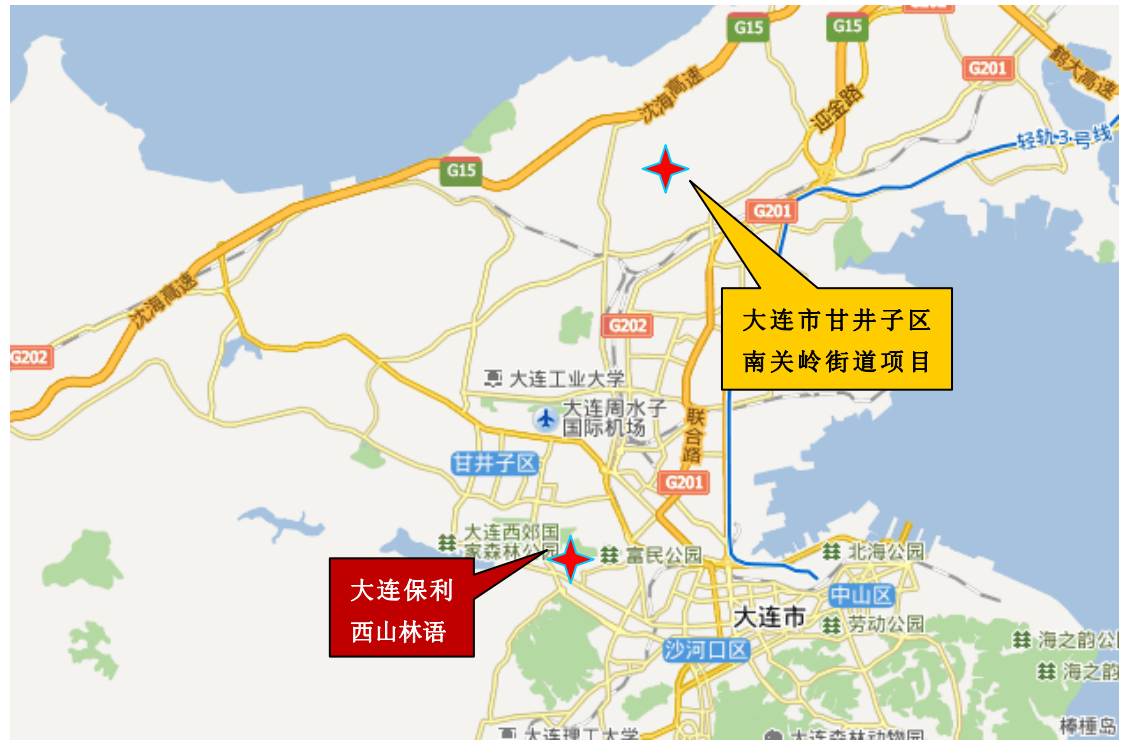 G15
G15
G201
鹤大高速
沈海高速
迎金路
轻轨3号线
G15
G201
沈海高速
大连市甘井子区
南关岭街道项目
G202
G202
大连工业大学
大连周水子
国际机场
联合路
甘井子区
G201
大连西郊国
家森林公园
富民公园
北海公园
大连保利
西山林语
中山区
大连市
劳动公园
沙河口区
海之韵公
海之韵
棒棰岛
大连理工大学
大连森林动物园